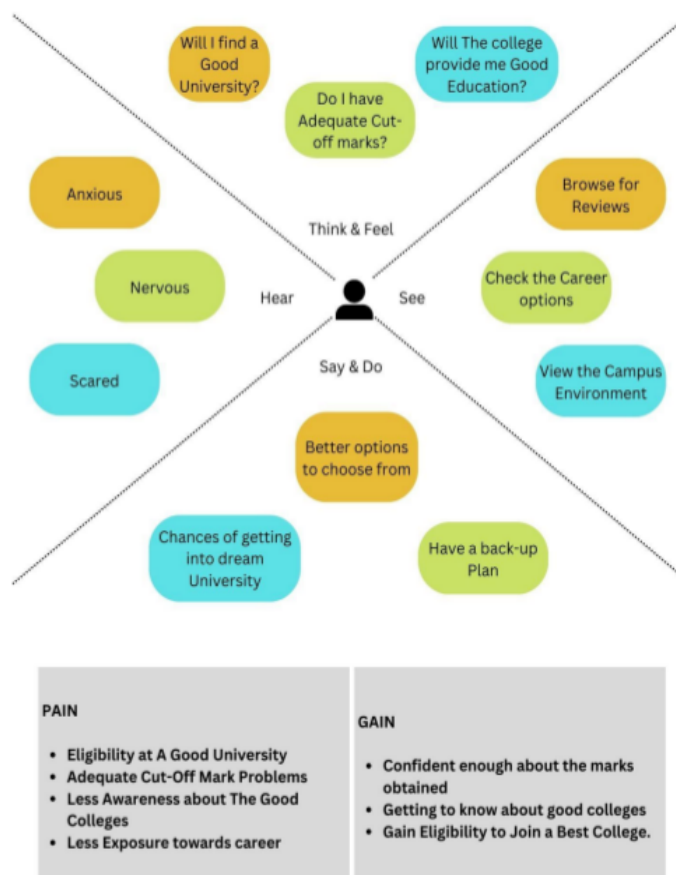 Will I find a
Good
University?
Will The college
provide me Good
Education?
Do I have
Adequate Cut-
off marks?
Anxious
Browse for
Reviews
Think & Feel
Nervous
Hear
See
Check the Career
options
Scared
Say & Do
View the Campus
Environment
Better options
to choose from
Chances of getting
into dream
University
Have a back-up
Plan
PAIN
• Eligibility at A Good University
• Adequate Cut-Off Mark Problems
• Less Awareness about The Good
Colleges
• Less Exposure towards career
GAIN
• Confident enough about the marks
obtained
• Getting to know about good colleges
• Gain Eligibility to Join a Best College.